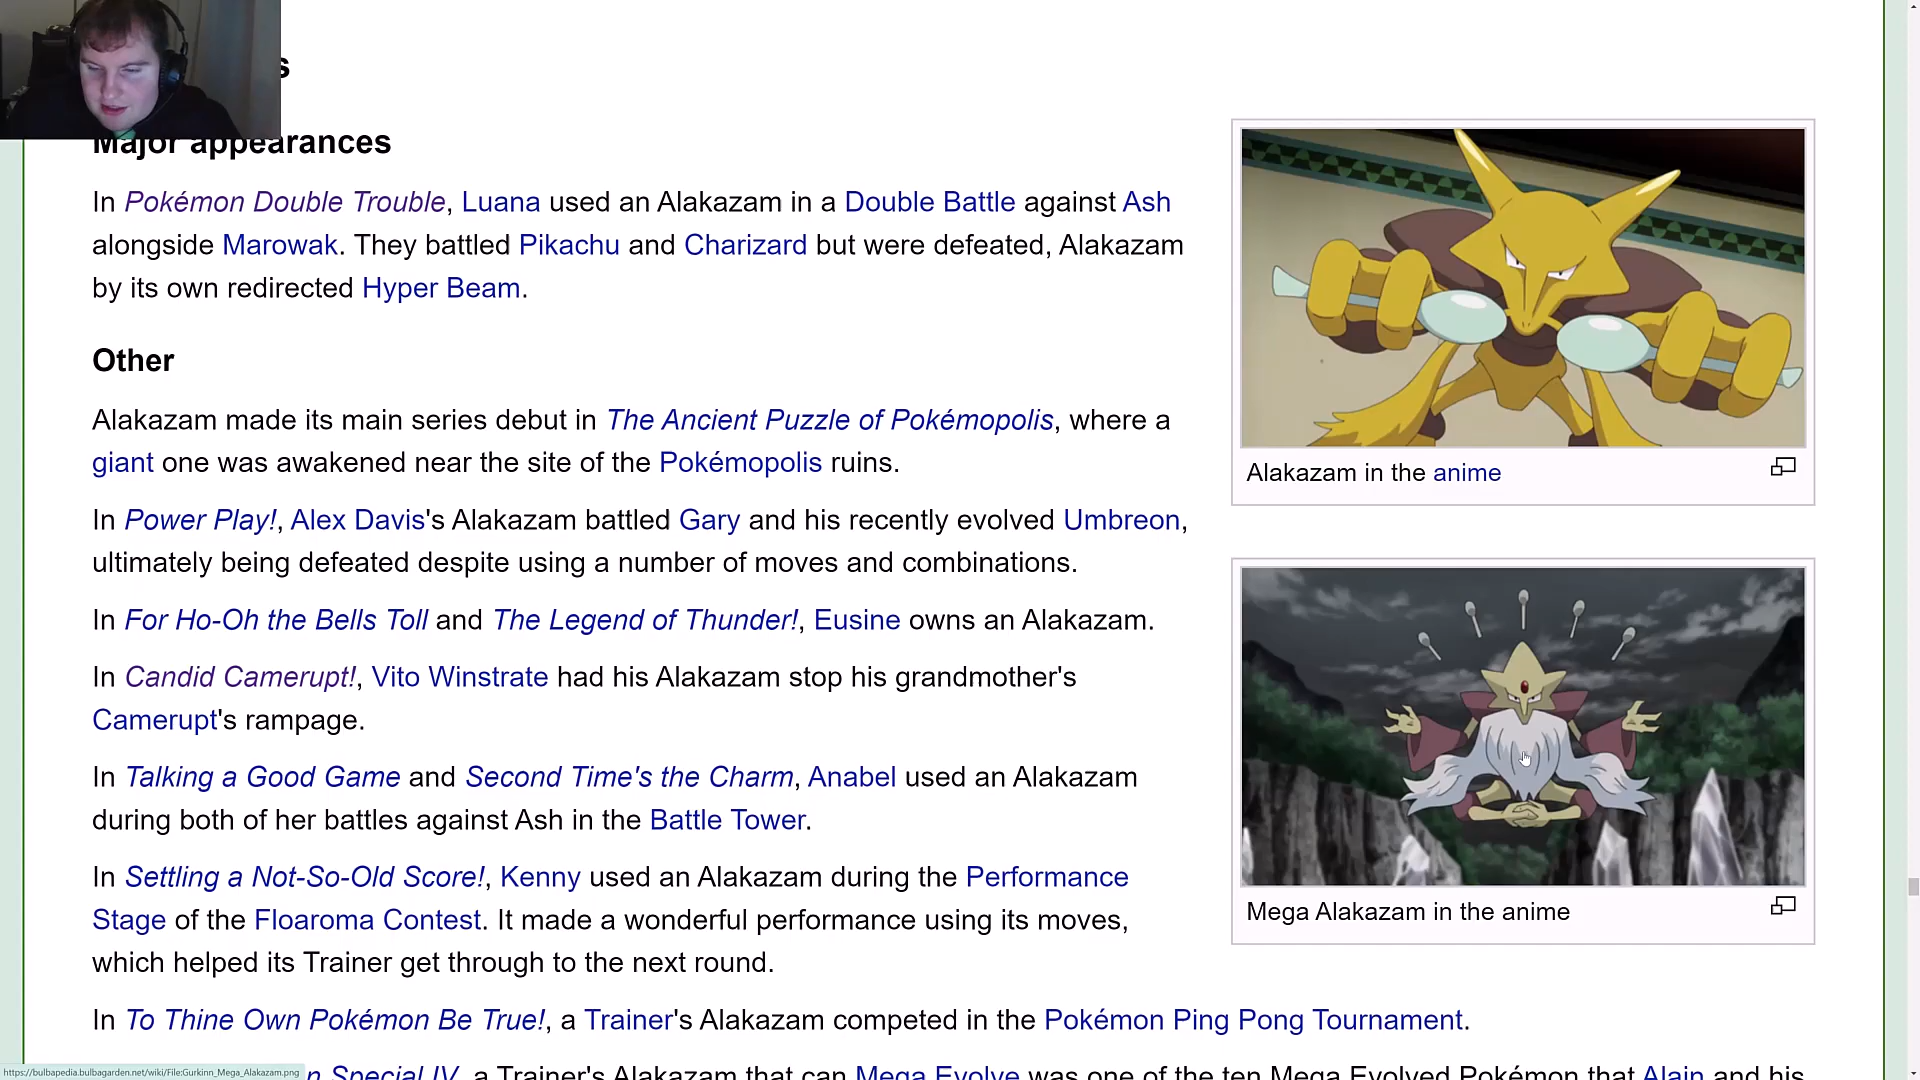 s
Major appearances
In Pokémon Double Trouble, Luana used an Alakazam in a Double Battle against Ash
alongside Marowak. They battled Pikachu and Charizard but were defeated, Alakazam
by its own redirected Hyper Beam.
Other
Alakazam made its main series debut in The Ancient Puzzle of Pokémopolis, where a
giant one was awakened near the site of the Pokémopolis ruins.
In Power Play!, Alex Davis's Alakazam battled Gary and his recently evolved Umbreon,
ultimately being defeated despite using a number of moves and combinations.
In For Ho-Oh the Bells Toll and The Legend of Thunder!, Eusine owns an Alakazam.
In Candid Camerupt!, Vito Winstrate had his Alakazam stop his grandmother's
Camerupt's rampage.
In Talking a Good Game and Second Time's the Charm, Anabel used an Alakazam
during both of her battles against Ash in the Battle Tower.
In Settling a Not-So-Old Score!, Kenny used an Alakazam during the Performance
Stage of the Floaroma Contest. It made a wonderful performance using its moves,
which helped its Trainer get through to the next round.
In To Thine Own Pokémon Be True!, a Trainer's Alakazam competed in the Pokémon Ping Pong Tournament.
n Special IV, a Trainer's Alakazam that can Mega Evolve was one of the ten Mega Evolved Pokémon that Alain and his
Alakazam in the anime
Mega Alakazam in the anime
https://bulbapedia.bulbagarden.net/wiki/File:Gurkinn_Mega_Alakazam.png